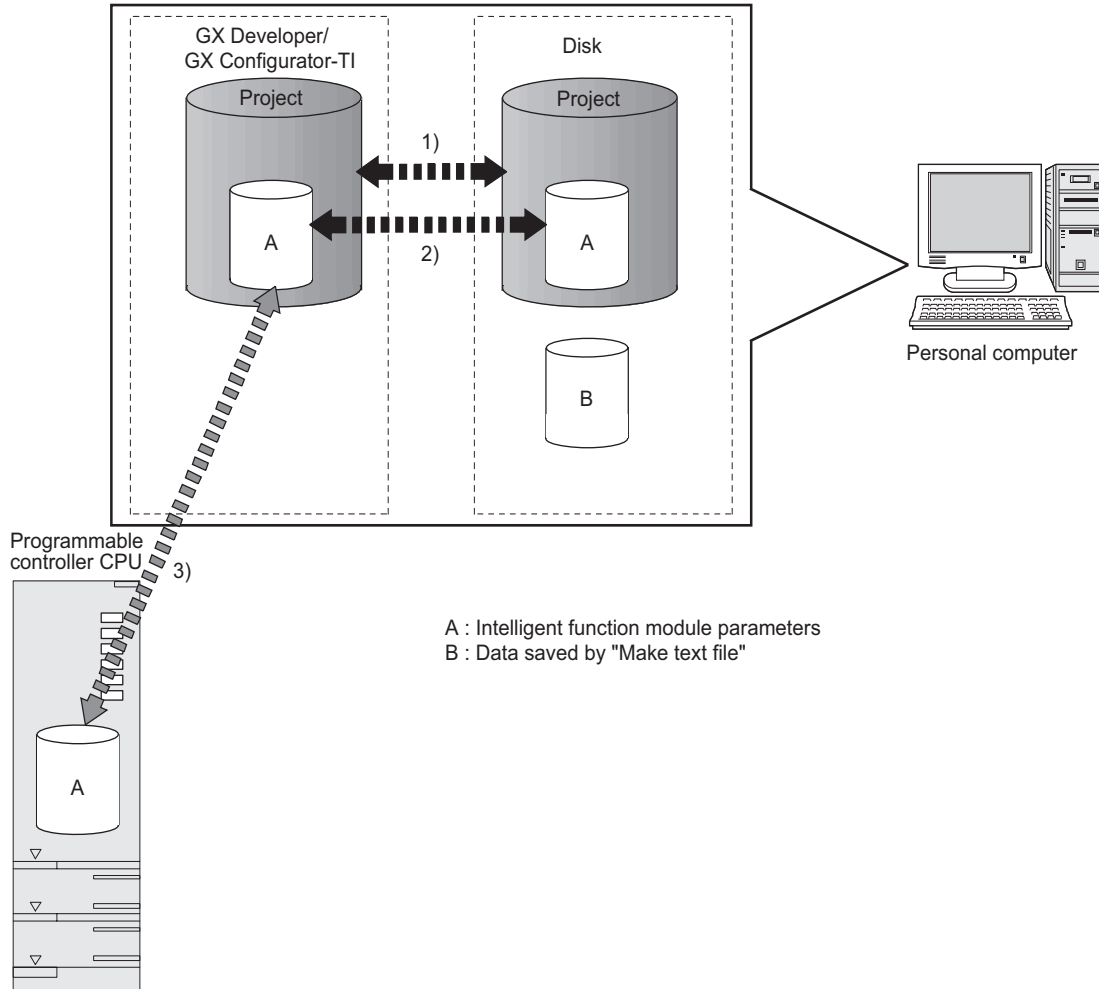 GX Developer/
GX Configurator-TI
Disk
Project
Project
1)
A
A
2)
B
Personal computer
Programmable
controller CPU
3)
A : Intelligent function module parameters
B : Data saved by "Make text file"
A